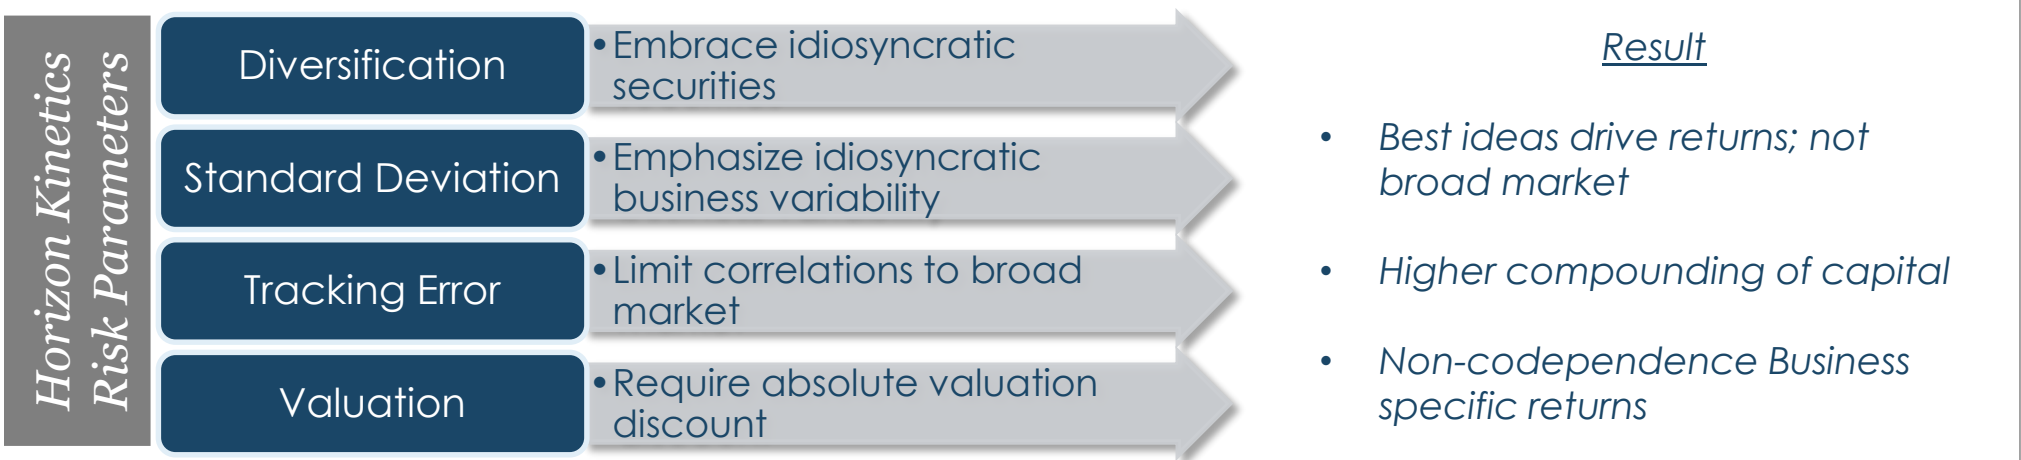 Horizon Kinetics
Risk Parameters
Diversification
•Embrace idiosyncratic
securities
Standard Deviation
•Emphasize idiosyncratic
business variability
Tracking Error
•Limit correlations to broad
market
Valuation
•Require absolute valuation
discount
Result
• Best ideas drive returns; not
broad market
• Higher compounding of capital
• Non-codependence Business
specific returns